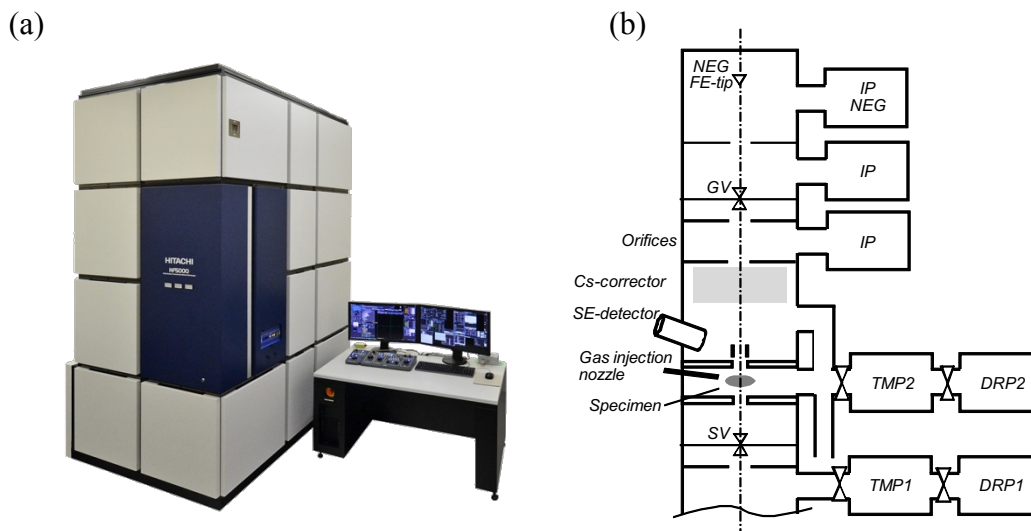 (a)
HITACHI
HF5000
(b)
NEG
FE-tip
IP
NEG
GV
IP
Orifices
IP
Cs-corrector
SE-detector
Gas injection
nozzle
TMP2
DRP2
Specimen
SV
TMP1
DRP1